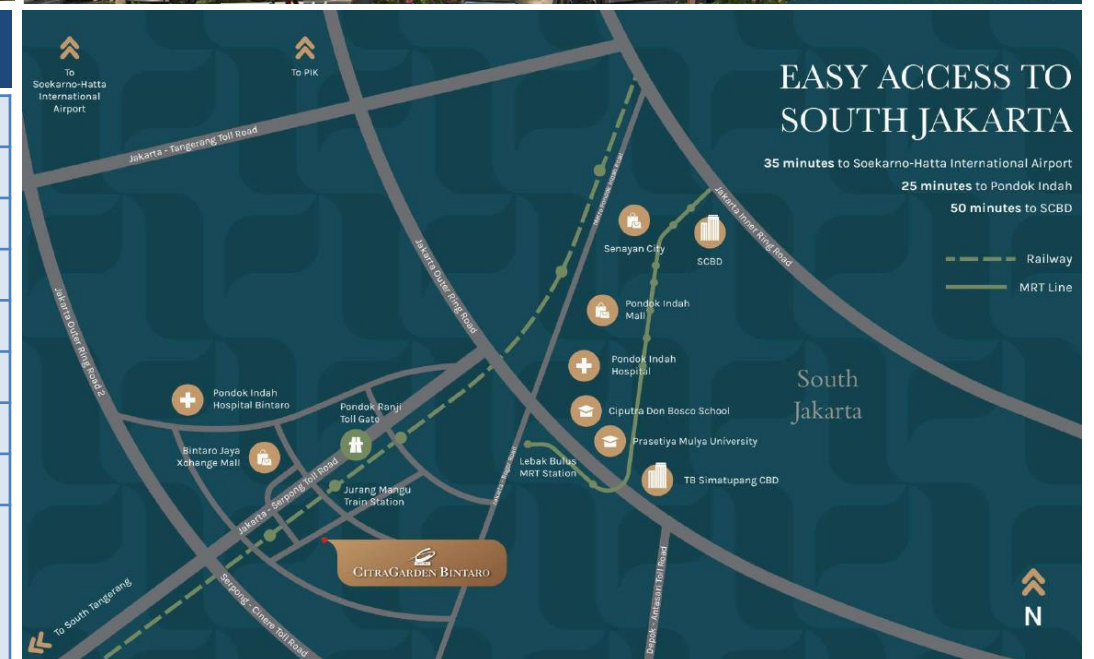 To
Soekarno-Hatta
International
Airport
To PIK
EASY ACCESS TO
SOUTH JAKARTA
35 minutes to Soekarno-Hatta International Airport
25 minutes to Pondok Indah
50 minutes to SCBD
Railway
MRT Line
Jakarta - Tangerang Toll Road
Jakarta Inner Ring Road
Senayan City
SCBD
Jakarta Outer Ring Road
Jakarta Outer Ring Road 2
Pondok Indah
Mall
Pondok Indah
Hospital
South
Jakarta
Pondok Indah
Hospital Bintaro
Pondok Ranji
Toll Gate
Ciputra Don Bosco School
Prasetiya Mulya University
Bintaro Jaya
Xchange Mall
Lebak Bulus
MRT Station
TB Simatupang CBD
Jakarta - Serpong Toll Road
Jurang Mangu
Train Station
Jakarta - Bogor Road
CITRAGARDEN BINTARO
To South Tangerang
Serpong - Cinere Toll Road
Depok - Antasari Toll Road
N